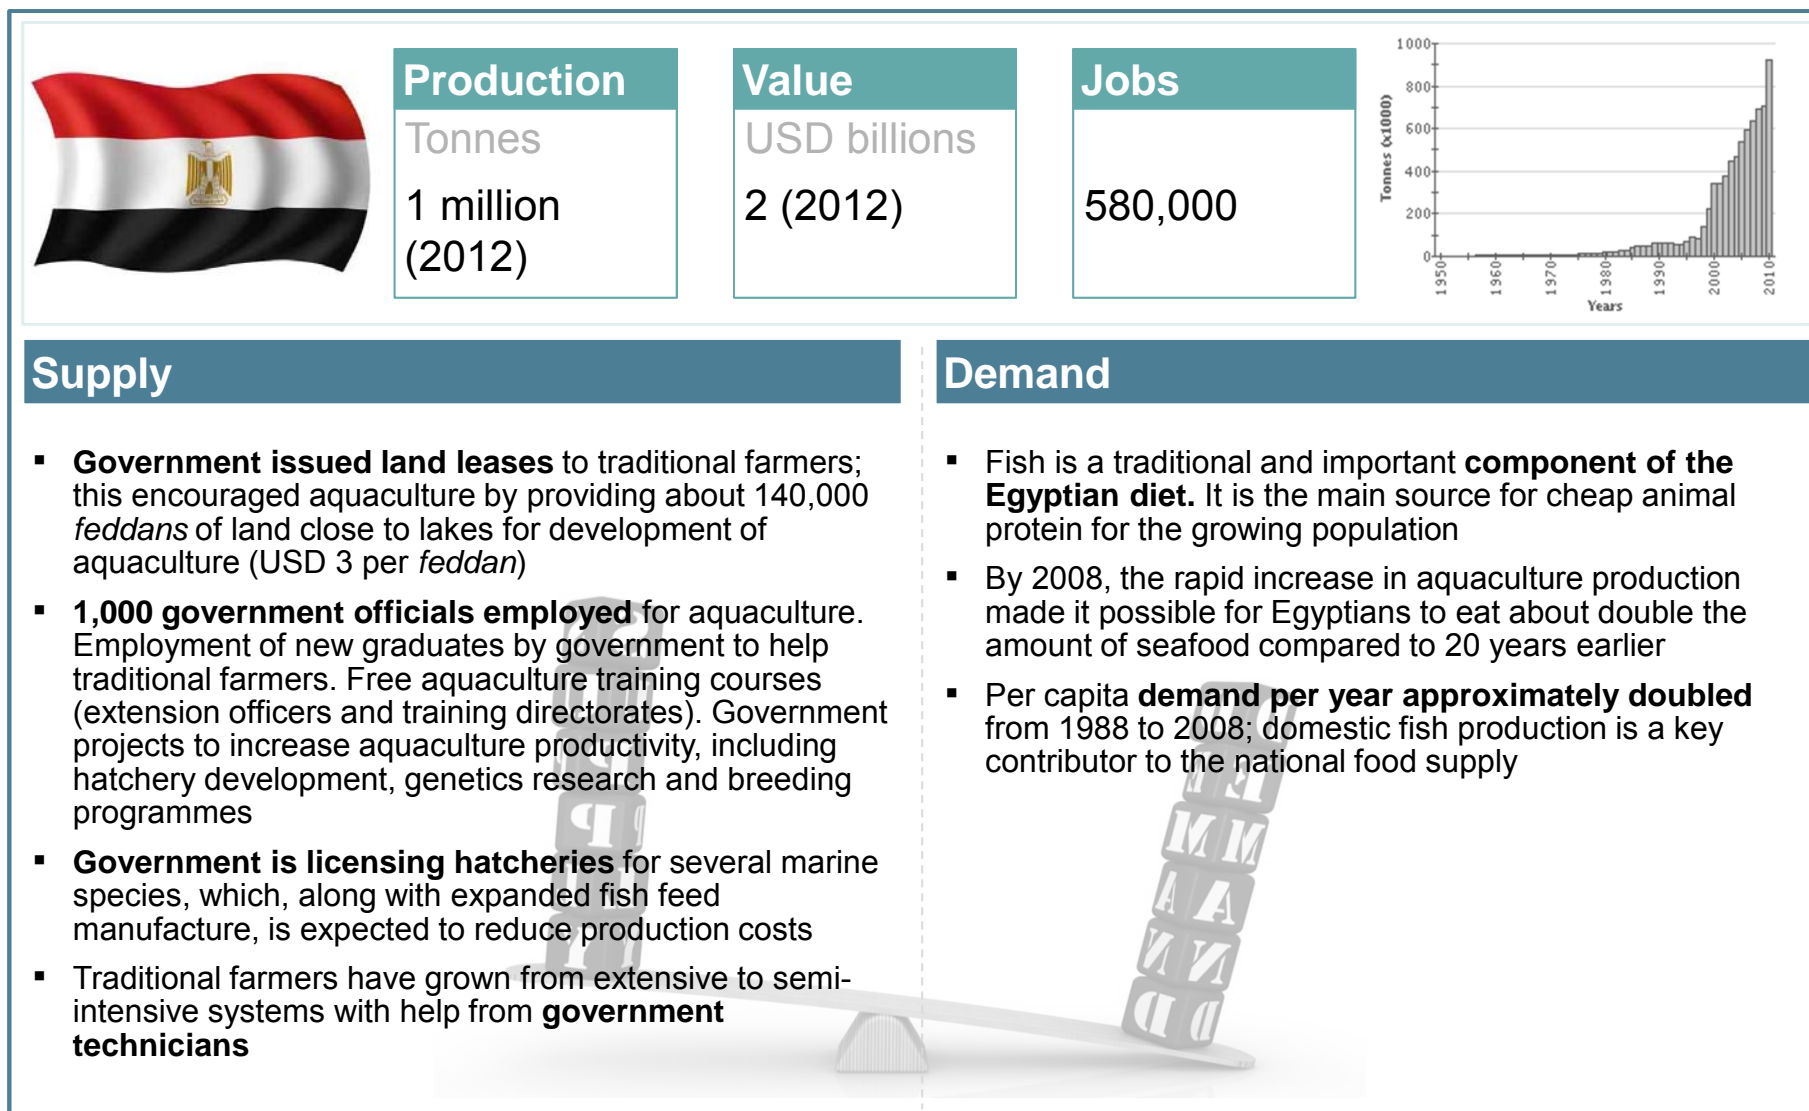 Production
Tonnes
1 million
(2012)
Value
USD billions
2 (2012)
Jobs
580,000
1000
800
600
400
200
0
Tonnes (x1000)
1950
1960
1970
1980
1990
2000
2010
Years
Supply
▪ Government issued land leases to traditional farmers;
this encouraged aquaculture by providing about 140,000
feddans of land close to lakes for development of
aquaculture (USD 3 per feddan)
▪ 1,000 government officials employed for aquaculture.
Employment of new graduates by government to help
traditional farmers. Free aquaculture training courses
(extension officers and training directorates). Government
projects to increase aquaculture productivity, including
hatchery development, genetics research and breeding
programmes
▪ Government is licensing hatcheries for several marine
species, which, along with expanded fish feed
manufacture, is expected to reduce production costs
▪ Traditional farmers have grown from extensive to semi-
intensive systems with help from government
technicians
Demand
▪ Fish is a traditional and important component of the
Egyptian diet. It is the main source for cheap animal
protein for the growing population
▪ By 2008, the rapid increase in aquaculture production
made it possible for Egyptians to eat about double the
amount of seafood compared to 20 years earlier
▪ Per capita demand per year approximately doubled
from 1988 to 2008; domestic fish production is a key
contributor to the national food supply